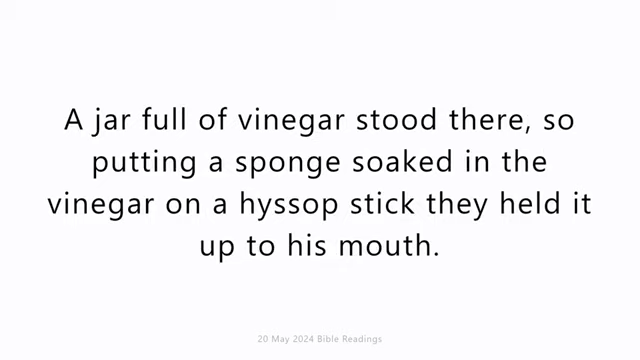 A jar full of vinegar stood there, so
putting a sponge soaked in the
vinegar on a hyssop stick they held it
up to his mouth.
20 May 2024 Bible Readings